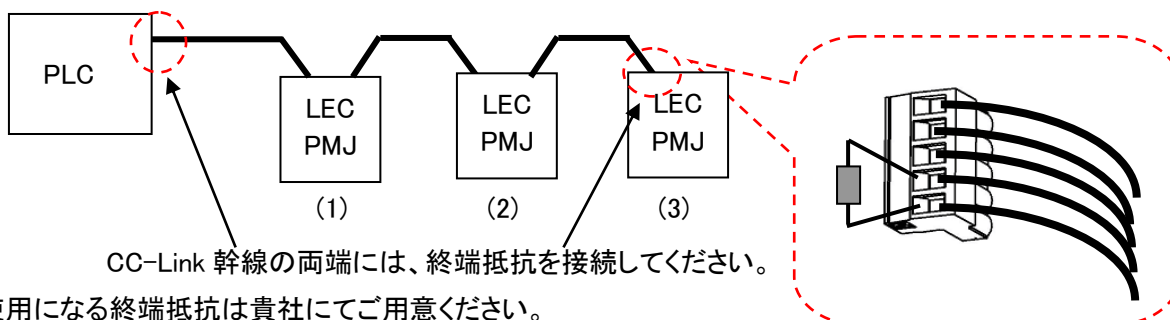 PLC
LEC
PMJ
LEC
PMJ
LEC
PMJ
(1)
(2)
(3)
CC-Link 幹線の両端には、終端抵抗を接続してください。
使用になる終端抵抗は貴社にてご用意ください。